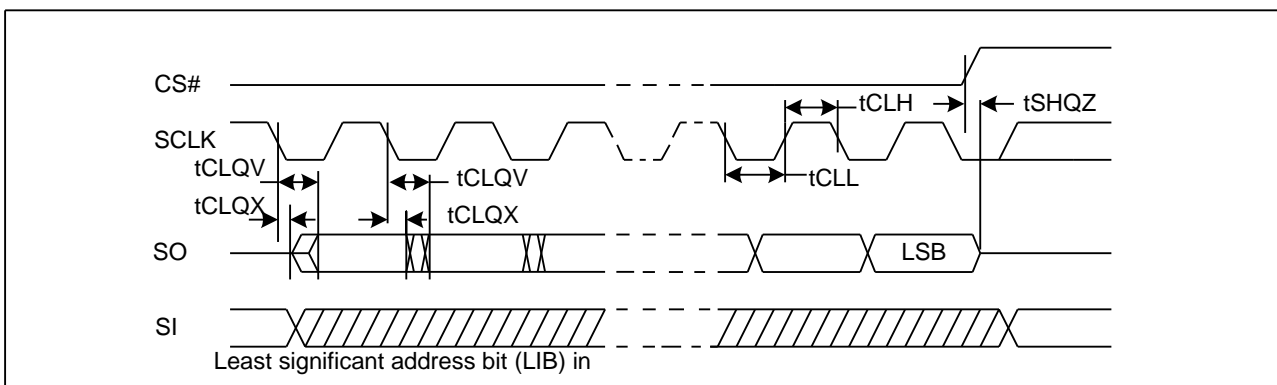 CS#
tCLH
tSHQZ
SCLK
tCLQV
tCLQV
tCLL
tCLQX
tCLQX
SO
LSB
SI
Least significant address bit (LIB) in